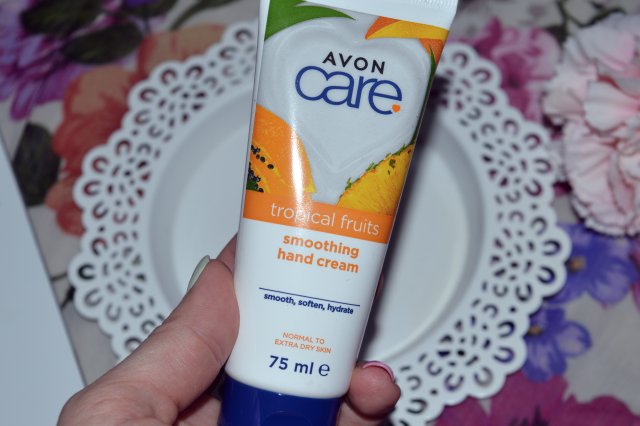 AVON
care
tropical fruits
smoothing
hand cream
smooth, soften, hydrate
NORMAL TO
EXTRA DRY SKIN
75 ml e